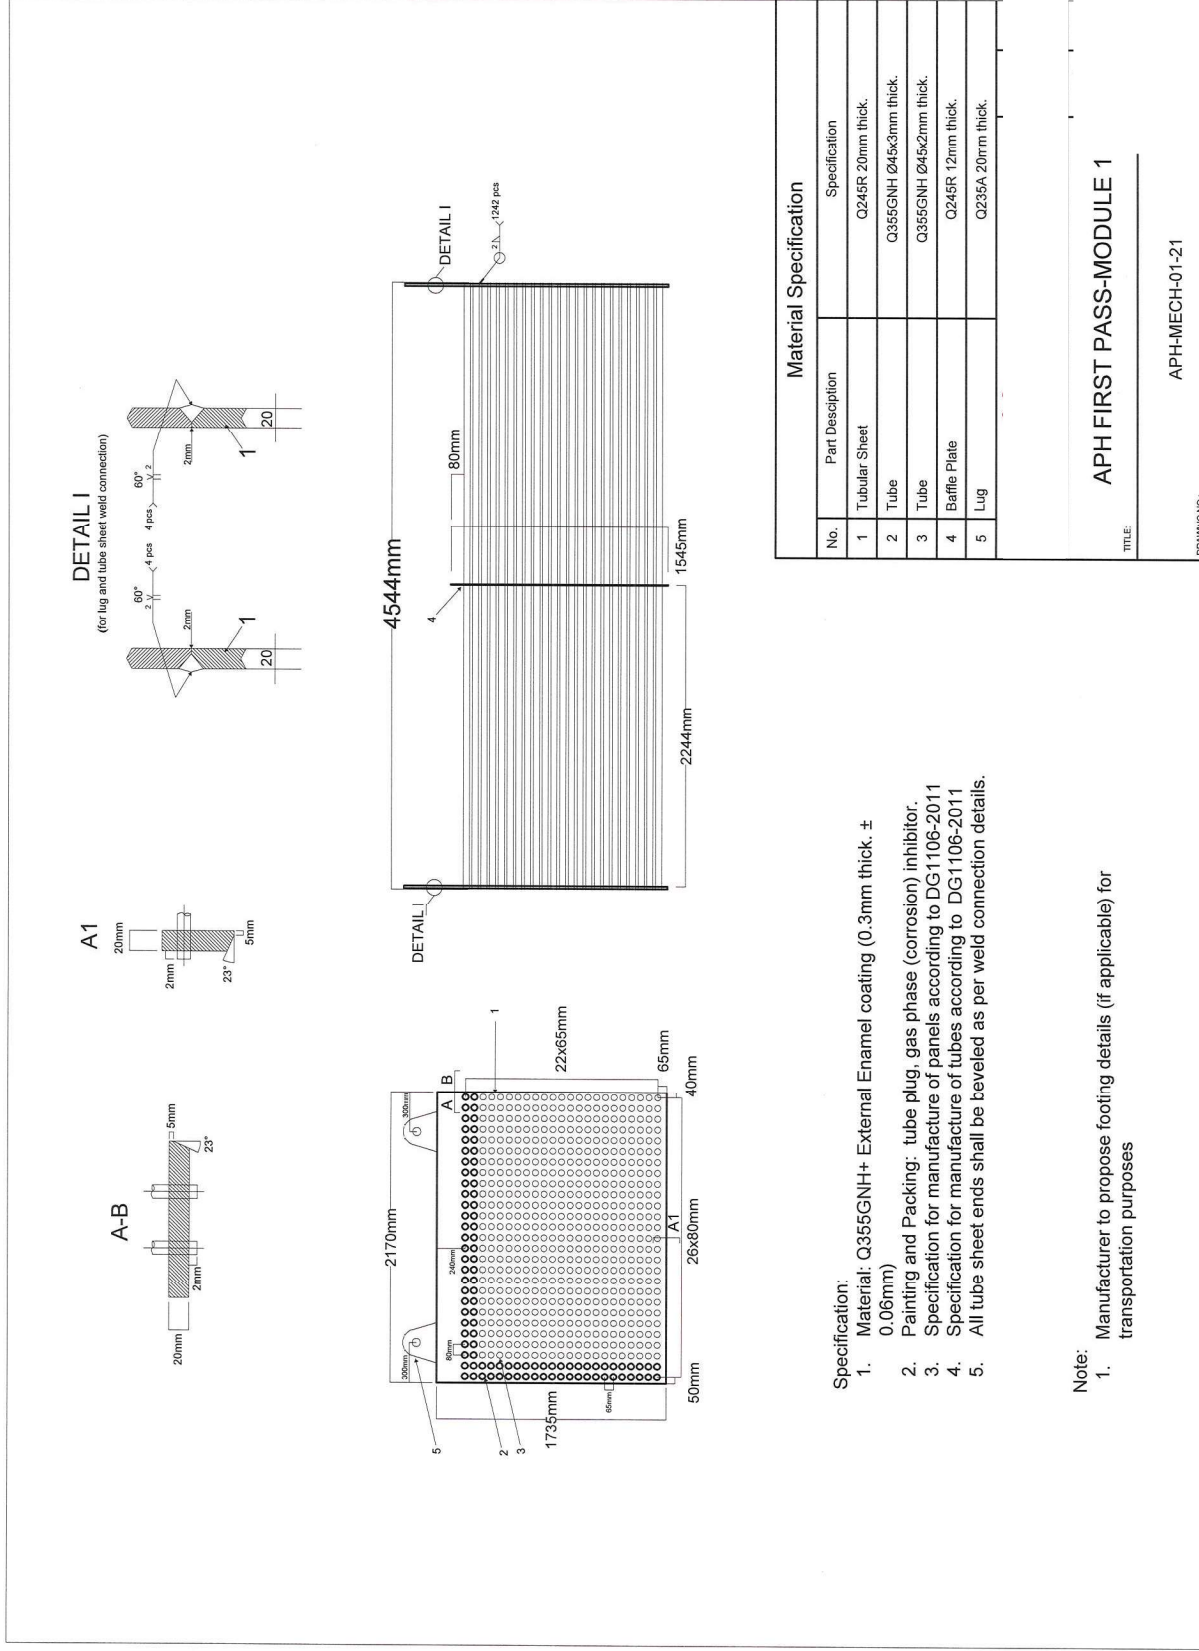 DETAIL I
(for lug and tube sheet weld connection)
60°
2
4 pcs
4 pcs
60°
2
2mm
2mm
1
1
20
20
A1
20mm
2mm
23°
5mm
A-B
5mm
23°
2mm
20mm
4544mm
DETAIL I
DETAIL I
2
1242 pcs
4
80mm
1545mm
2244mm
2170mm
300mm
300mm
A
B
1
22x65mm
65mm
40mm
240mm
80mm
A1
26x80mm
65mm
50mm
1735mm
5
2
3
Specification:
1. Material: Q355GNH+ External Enamel coating (0.3mm thick. ±
0.06mm)
2. Painting and Packing: tube plug, gas phase (corrosion) inhibitor.
3. Specification for manufacture of panels according to DG1106-2011
4. Specification for manufacture of tubes according to DG1106-2011
5. All tube sheet ends shall be beveled as per weld connection details.
Note:
1. Manufacturer to propose footing details (if applicable) for
transportation purposes
Material Specification
No. Part Desciption Specification
1 Tubular Sheet Q245R 20mm thick.
2 Tube Q355GNH Ø45x3mm thick.
3 Tube Q355GNH Ø45x2mm thick.
4 Baffle Plate Q245R 12mm thick.
5 Lug Q235A 20mm thick.
TITLE:
APH FIRST PASS-MODULE 1
APH-MECH-01-21